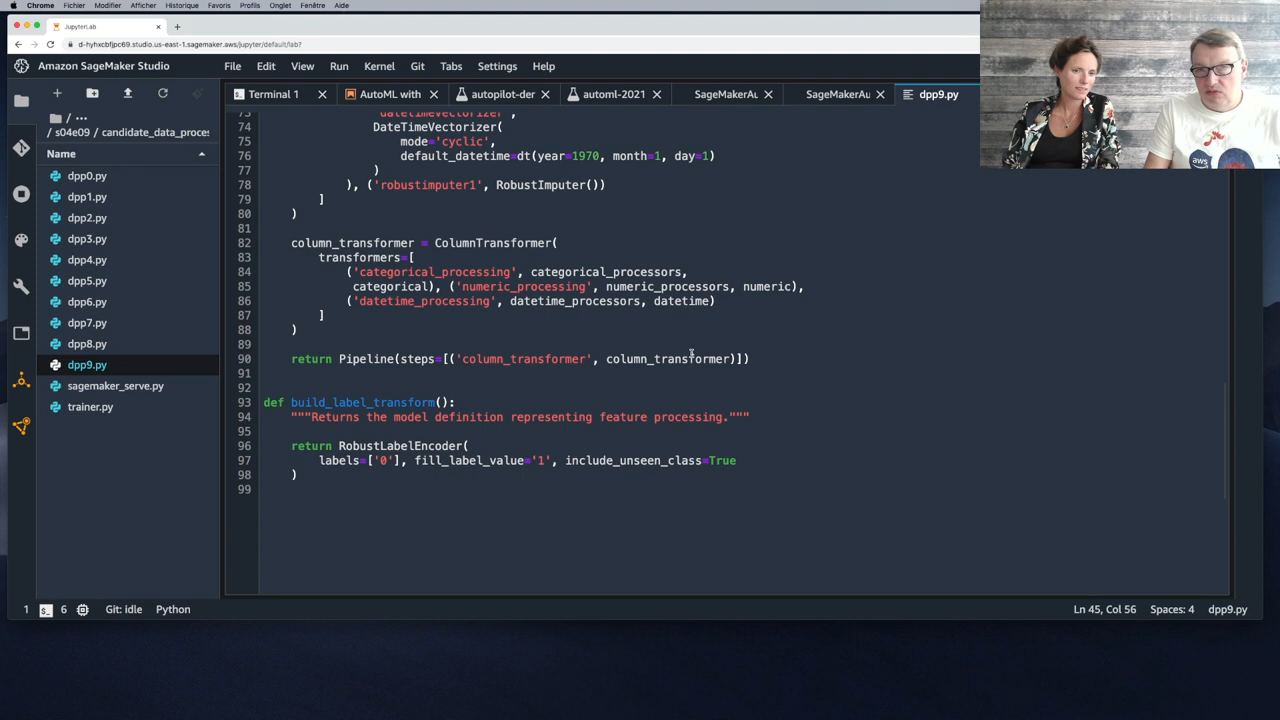 Chrome Fichier Modifier Afficher Historique Favoris Profils Onglet Fenêtre Aide
JupyterLab
d-hyhxcbfjpc69.studio.us-east-1.sagemaker.aws/jupyter/default/lab?
Amazon SageMaker Studio File Edit View Run Kernel Git Tabs Settings Help
Terminal 1 AutoML with autopilot-der automl-2021 SageMakerAu SageMakerAu dpp9.py
/ ...
/ s04e09 / candidate_data_proces
Name
dpp0.py
dpp1.py
dpp2.py
dpp3.py
dpp4.py
dpp5.py
dpp6.py
dpp7.py
dpp8.py
dpp9.py
sagemaker_serve.py
trainer.py
73 'datetimevectorizer',
74 DateTimeVectorizer(
75 mode='cyclic',
76 default_datetime=dt(year=1970, month=1, day=1)
77 )
78 ), ('robustimputer1', RobustImputer())
79 ]
80 )
81
82 column_transformer = ColumnTransformer(
83 transformers=[
84 ('categorical_processing', categorical_processors,
85 categorical), ('numeric_processing', numeric_processors, numeric),
86 ('datetime_processing', datetime_processors, datetime)
87 ]
88 )
89
90 return Pipeline(steps=[('column_transformer', column_transformer)])
91
92
93 def build_label_transform():
94 """Returns the model definition representing feature processing."""
95
96 return RobustLabelEncoder(
97 labels=['0'], fill_label_value='1', include_unseen_class=True
98 )
99
1 6 Git: idle Python Ln 45, Col 56 Spaces: 4 dpp9.py
aws